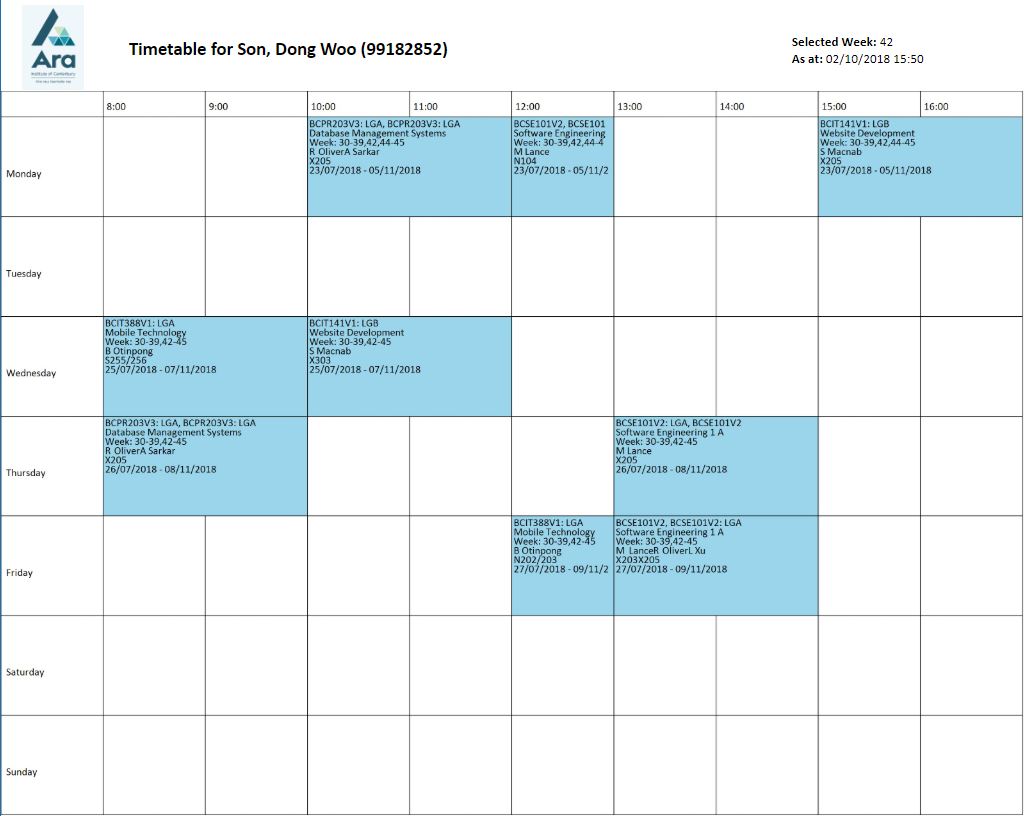 Ara
Institute of Canterbury
Timetable for Son, Dong Woo (99182852)
Selected Week: 42
As at: 02/10/2018 15:50
8:00 9:00 10:00 11:00 12:00 13:00 14:00 15:00 16:00
Monday
BCPR203V3: LGA, BCPR203V3: LGA
Database Management Systems
Week: 30-39,42,44-45
R OliverA Sarkar
X205
23/07/2018 - 05/11/2018
BCSE101V2, BCSE101
Software Engineering
Week: 30-39,42,44-4
M Lance
N104
23/07/2018 - 05/11/2
BCIT141V1: LGB
Website Development
Week: 30-39,42,44-45
S Macnab
X205
23/07/2018 - 05/11/2018
Tuesday
Wednesday
BCIT388V1: LGA
Mobile Technology
Week: 30-39,42-45
B Otinpong
S255/256
25/07/2018 - 07/11/2018
BCIT141V1: LGB
Website Development
Week: 30-39,42-45
S Macnab
X303
25/07/2018 - 07/11/2018
Thursday
BCPR203V3: LGA, BCPR203V3: LGA
Database Management Systems
Week: 30-39,42-45
R OliverA Sarkar
X205
26/07/2018 - 08/11/2018
BCSE101V2: LGA, BCSE101V2
Software Engineering 1 A
Week: 30-39,42-45
M Lance
X205
26/07/2018 - 08/11/2018
Friday
BCIT388V1: LGA
Mobile Technology
Week: 30-39,42-45
B Otinpong
N202/203
27/07/2018 - 09/11/2
BCSE101V2, BCSE101V2: LGA
Software Engineering 1 A
Week: 30-39,42-45
M LanceR OliverL Xu
X203X205
27/07/2018 - 09/11/2018
Saturday
Sunday